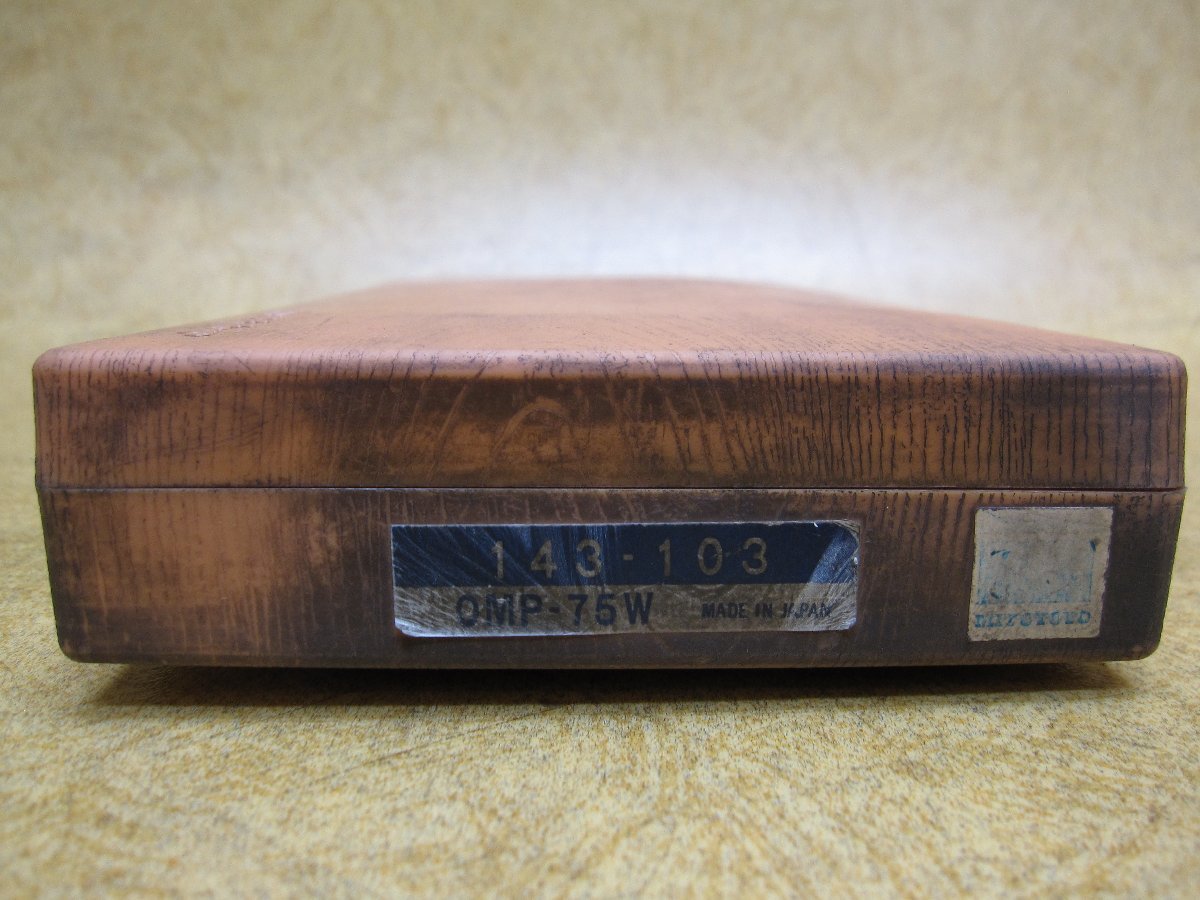 143-103
OMP-75W MADE IN JAPAN